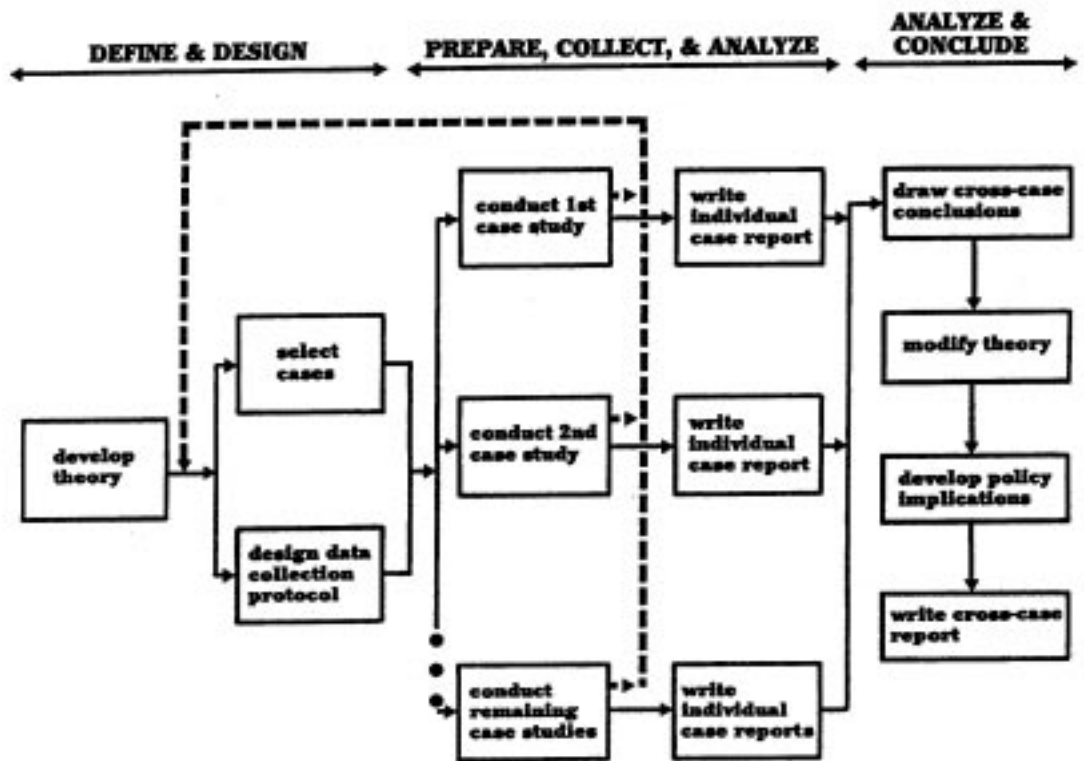 DEFINE & DESIGN
PREPARE, COLLECT, & ANALYZE
ANALYZE &
CONCLUDE
develop
theory
select
cases
design data
collection
protocol
conduct 1st
case study
conduct 2nd
case study
conduct
remaining
case studies
write
individual
case report
write
individual
case report
write
individual
case reports
draw cross-case
conclusions
modify theory
develop policy
implications
write cross-case
report